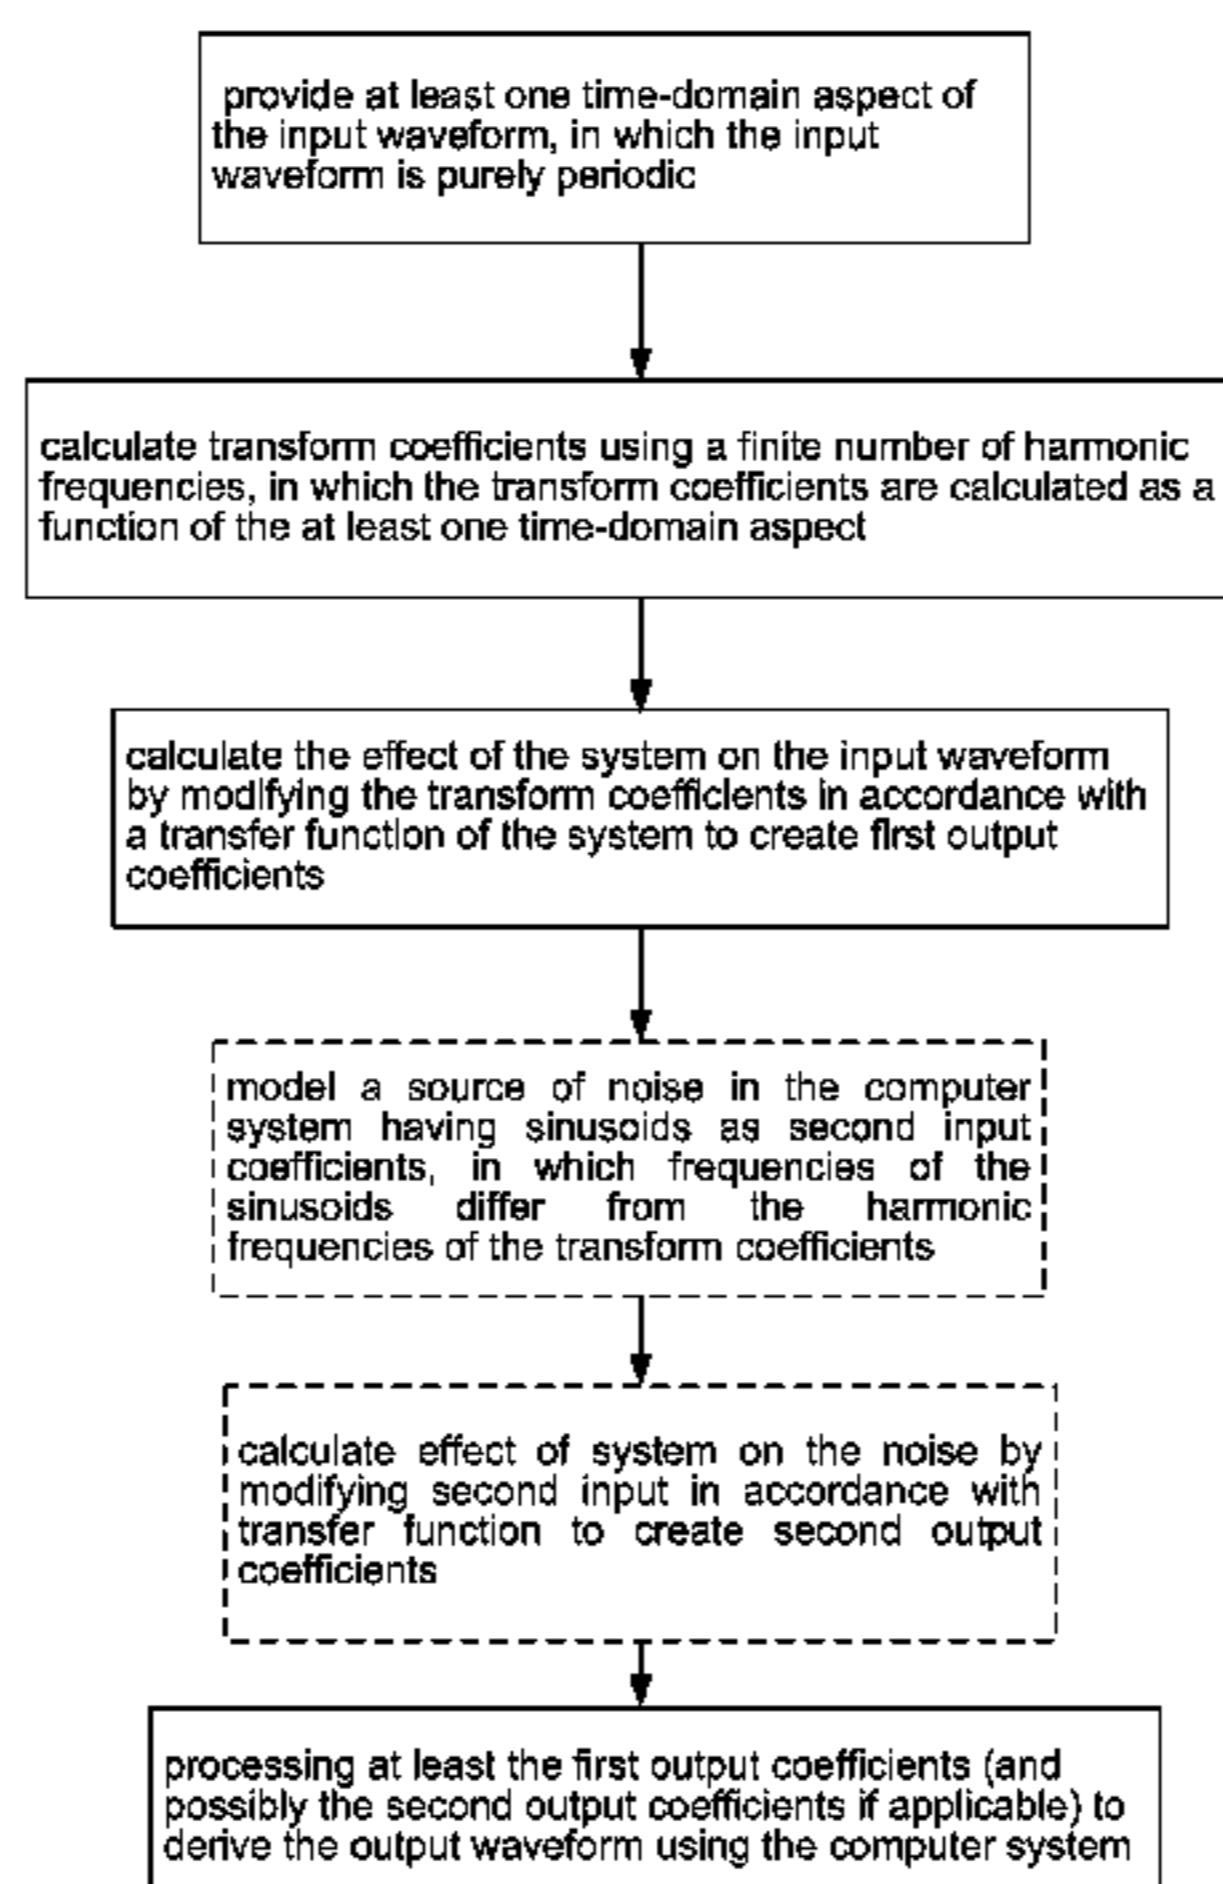 provide at least one time-domain aspect of
the input waveform, in which the input
waveform is purely periodic
calculate transform coefficients using a finite number of harmonic
frequencies, in which the transform coefficients are calculated as a
function of the at least one time-domain aspect
calculate the effect of the system on the input waveform
by modifying the transform coefficients in accordance with
a transfer function of the system to create first output
coefficients
model a source of noise in the computer
system having sinusoids as second input
coefficients, in which frequencies of the
sinusoids differ from the harmonic
frequencies of the transform coefficients
calculate effect of system on the noise by
modifying second input in accordance with
transfer function to create second output
coefficients
processing at least the first output coefficients (and
possibly the second output coefficients if applicable) to
derive the output waveform using the computer system